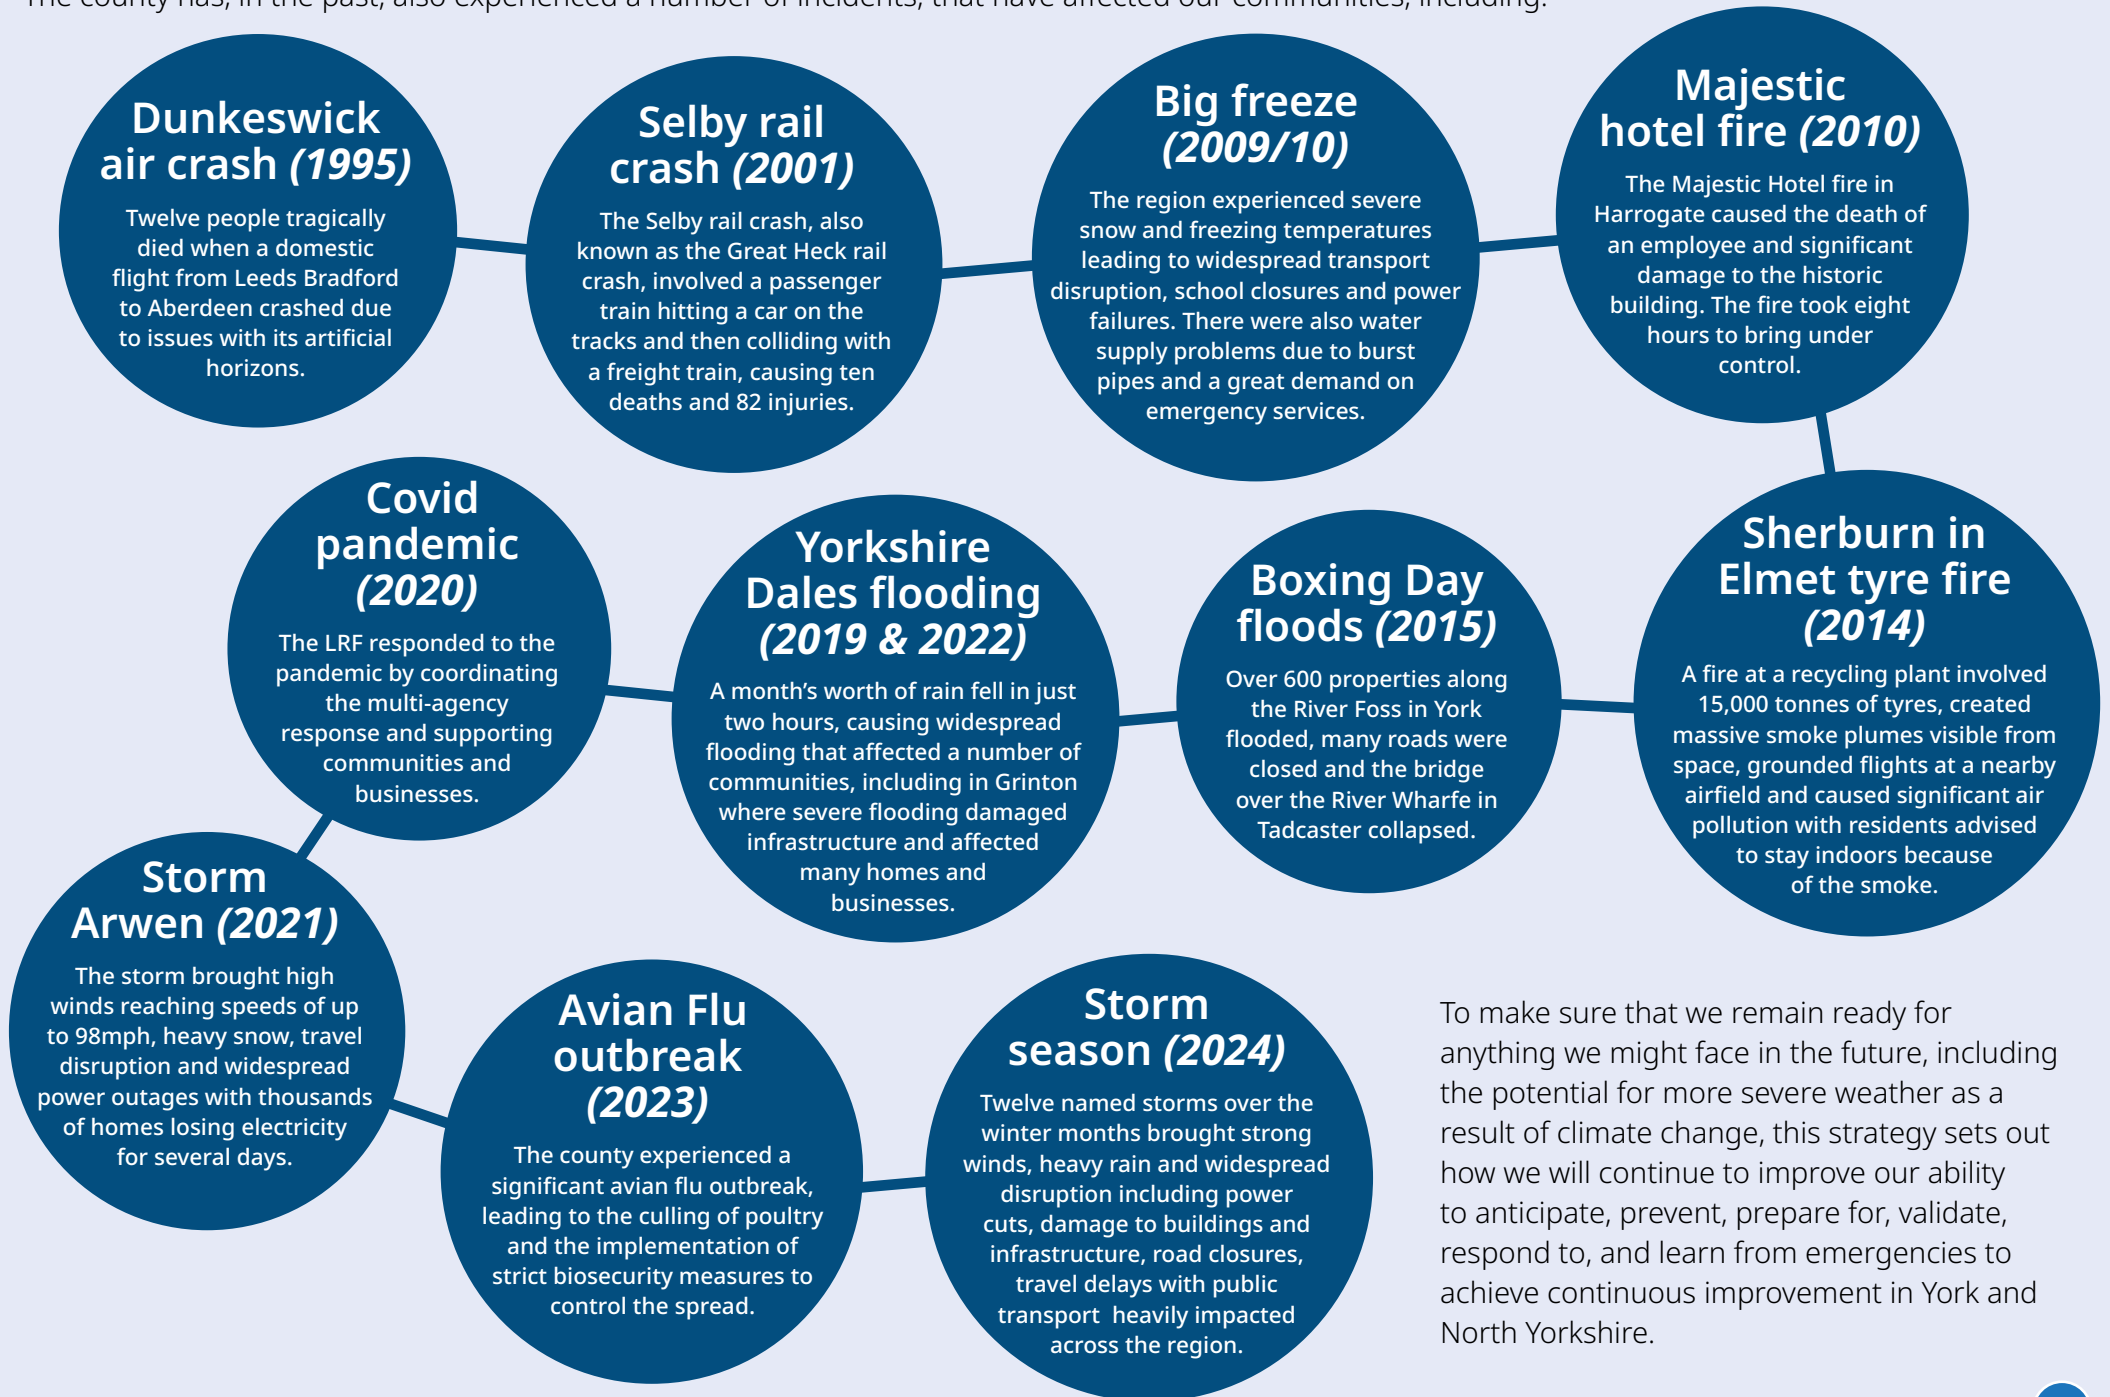 The county has, in the past, also experienced a number of incidents, that have affected our communities, including:
Dunkeswick
air crash (1995)
Twelve people tragically
died when a domestic
flight from Leeds Bradford
to Aberdeen crashed due
to issues with its artificial
horizons.
Selby rail
crash (2001)
The Selby rail crash, also
known as the Great Heck rail
crash, involved a passenger
train hitting a car on the
tracks and then colliding with
a freight train, causing ten
deaths and 82 injuries.
Big freeze
(2009/10)
The region experienced severe
snow and freezing temperatures
leading to widespread transport
disruption, school closures and power
failures. There were also water
supply problems due to burst
pipes and a great demand on
emergency services.
Majestic
hotel fire (2010)
The Majestic Hotel fire in
Harrogate caused the death of
an employee and significant
damage to the historic
building. The fire took eight
hours to bring under
control.
Sherburn in
Elmet tyre fire
(2014)
A fire at a recycling plant involved
15,000 tonnes of tyres, created
massive smoke plumes visible from
space, grounded flights at a nearby
airfield and caused significant air
pollution with residents advised
to stay indoors because
of the smoke.
Boxing Day
floods (2015)
Over 600 properties along
the River Foss in York
flooded, many roads were
closed and the bridge
over the River Wharfe in
Tadcaster collapsed.
Yorkshire
Dales flooding
(2019 & 2022)
A month’s worth of rain fell in just
two hours, causing widespread
flooding that affected a number of
communities, including in Grinton
where severe flooding damaged
infrastructure and affected
many homes and
businesses.
Covid
pandemic
(2020)
The LRF responded to the
pandemic by coordinating
the multi-agency
response and supporting
communities and
businesses.
Storm
Arwen (2021)
The storm brought high
winds reaching speeds of up
to 98mph, heavy snow, travel
disruption and widespread
power outages with thousands
of homes losing electricity
for several days.
Avian Flu
outbreak
(2023)
The county experienced a
significant avian flu outbreak,
leading to the culling of poultry
and the implementation of
strict biosecurity measures to
control the spread.
Storm
season (2024)
Twelve named storms over the
winter months brought strong
winds, heavy rain and widespread
disruption including power
cuts, damage to buildings and
infrastructure, road closures,
travel delays with public
transport heavily impacted
across the region.
To make sure that we remain ready for
anything we might face in the future, including
the potential for more severe weather as a
result of climate change, this strategy sets out
how we will continue to improve our ability
to anticipate, prevent, prepare for, validate,
respond to, and learn from emergencies to
achieve continuous improvement in York and
North Yorkshire.